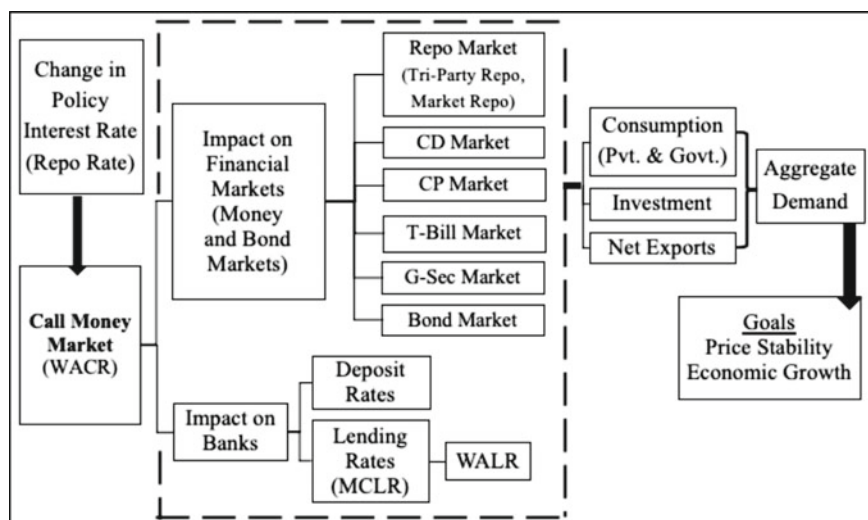 Change in
Policy
Interest Rate
(Repo Rate)
Call Money
Market
(WACR)
Impact on
Financial
Markets
(Money
and Bond
Markets)
Repo Market
(Tri-Party Repo,
Market Repo)
CD Market
CP Market
T-Bill Market
G-Sec Market
Bond Market
Impact on
Banks
Deposit
Rates
Lending
Rates
(MCLR)
WALR
Consumption
(Pvt. & Govt.)
Investment
Net Exports
Aggregate
Demand
Goals
Price Stability
Economic Growth